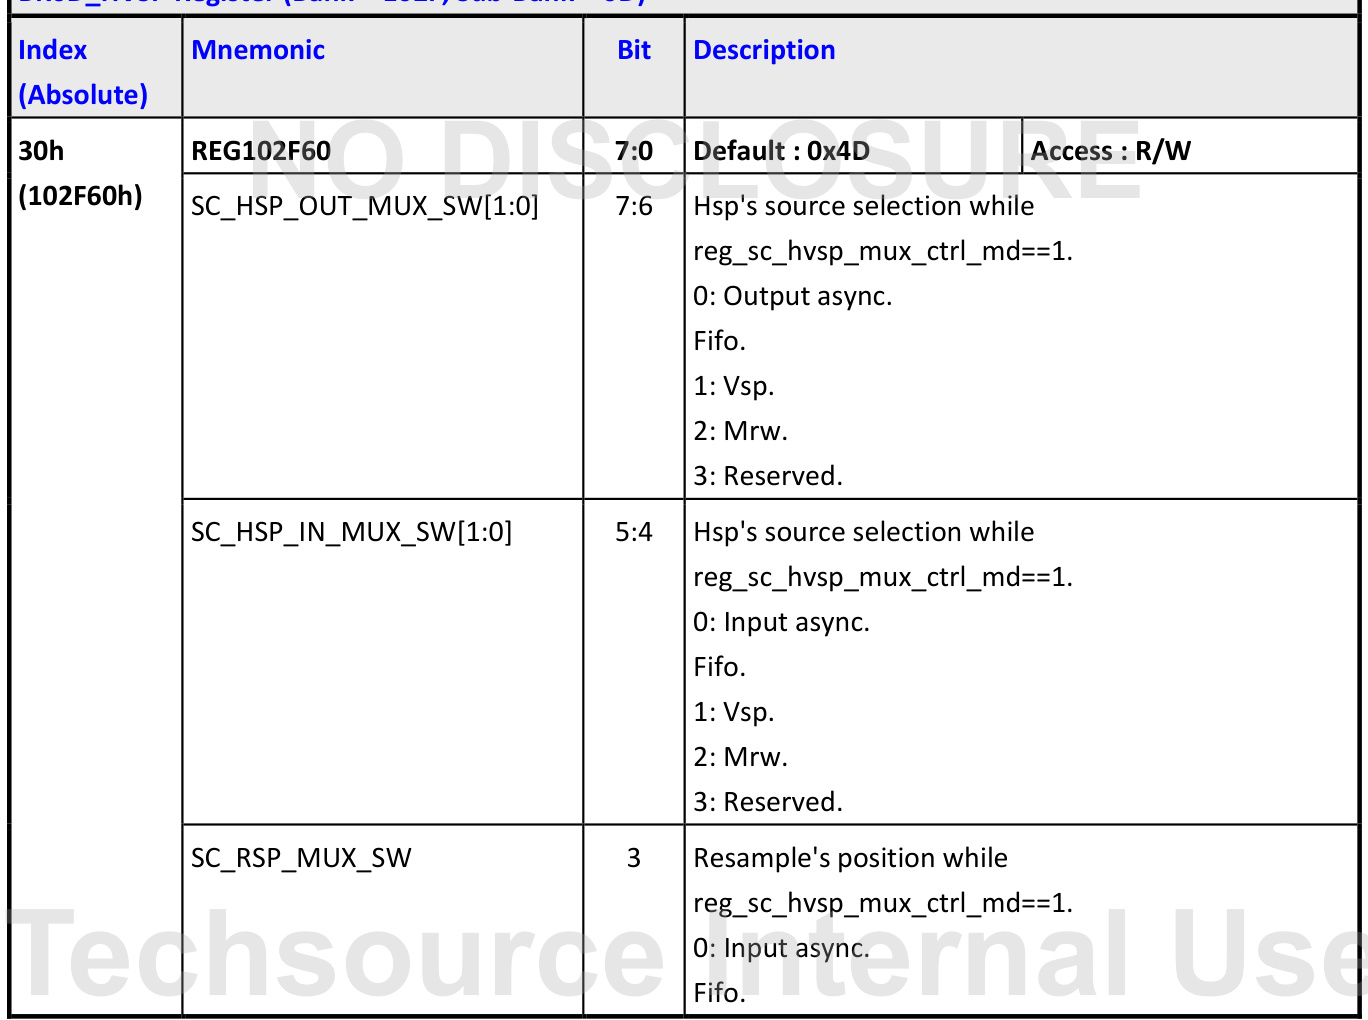 Index
(Absolute)
Mnemonic
Bit
Description
30h
(102F60h)
REG102F60
7:0
Default : 0x4D
Access : R/W
SC_HSP_OUT_MUX_SW[1:0]
7:6
Hsp's source selection while
reg_sc_hvsp_mux_ctrl_md==1.
0: Output async.
Fifo.
1: Vsp.
2: Mrw.
3: Reserved.
SC_HSP_IN_MUX_SW[1:0]
5:4
Hsp's source selection while
reg_sc_hvsp_mux_ctrl_md==1.
0: Input async.
Fifo.
1: Vsp.
2: Mrw.
3: Reserved.
SC_RSP_MUX_SW
3
Resample's position while
reg_sc_hvsp_mux_ctrl_md==1.
0: Input async.
Fifo.
NO DISCLOSURE
Techsource Internal Use